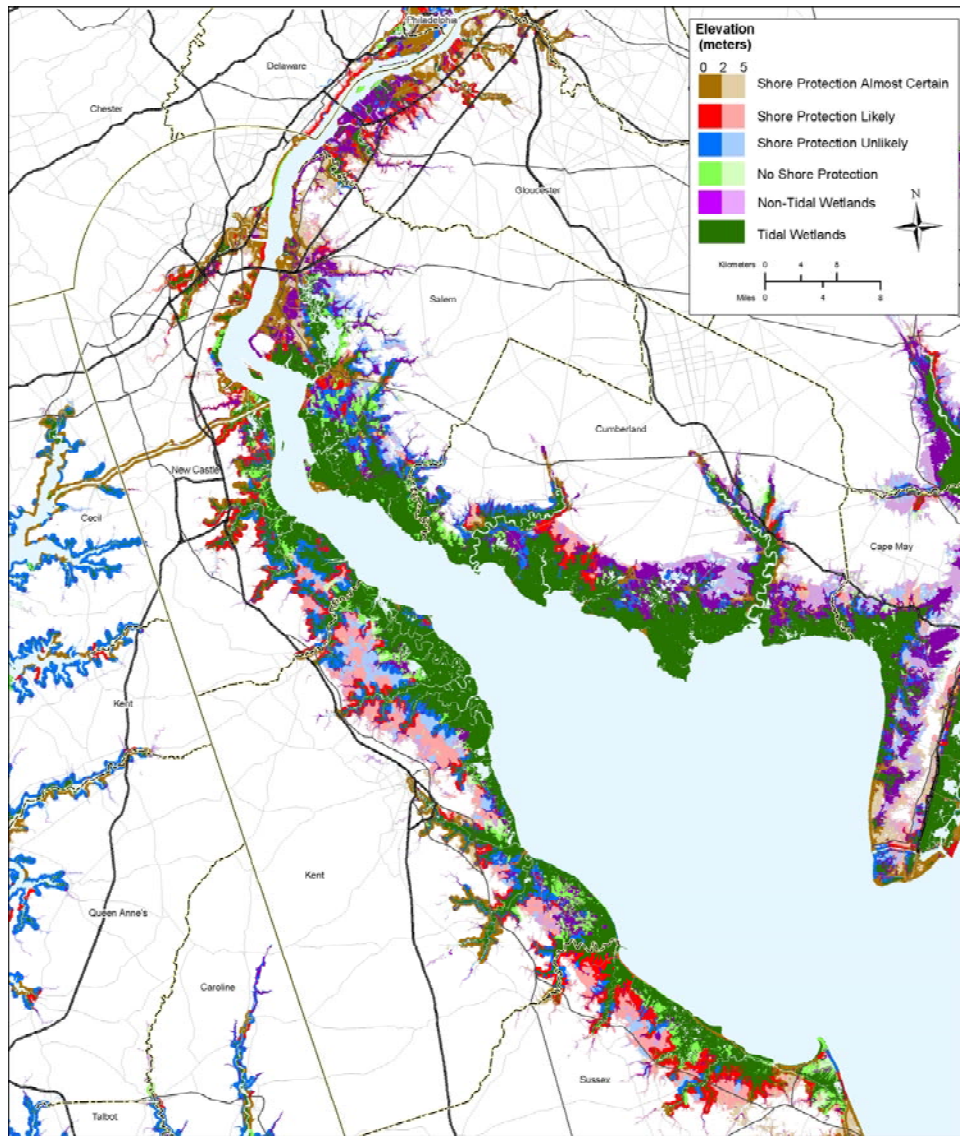 Elevation
(meters)
0 2 5
Shore Protection Almost Certain
Shore Protection Likely
Shore Protection Unlikely
No Shore Protection
Non-Tidal Wetlands
Tidal Wetlands
N
Kilometers 0 4 8
Miles 0 4 8
Philadelphia
Delaware
Chester
Gloucester
Salem
Cumberland
New Castle
Cecil
Cape May
Kent
Kent
Queen Anne's
Caroline
Sussex
Talbot